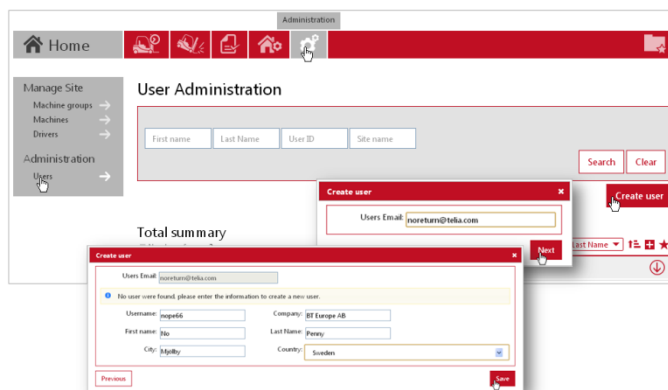 Administration
Home
Manage Site
Machine groups
Machines
Drivers
Administration
Users
User Administration
First name Last Name User ID Site name
Search Clear
Create user
Create user
Users Email: noreturn@telia.com
Next
Total summary
Last Name
Create user
Users Email: noreturn@telia.com
No user were found, please enter the information to create a new user.
Username: nope66 Company: BT Europe AB
First name: No Last Name: Penny
City: Mjölby Country: Sweden
Previous Save